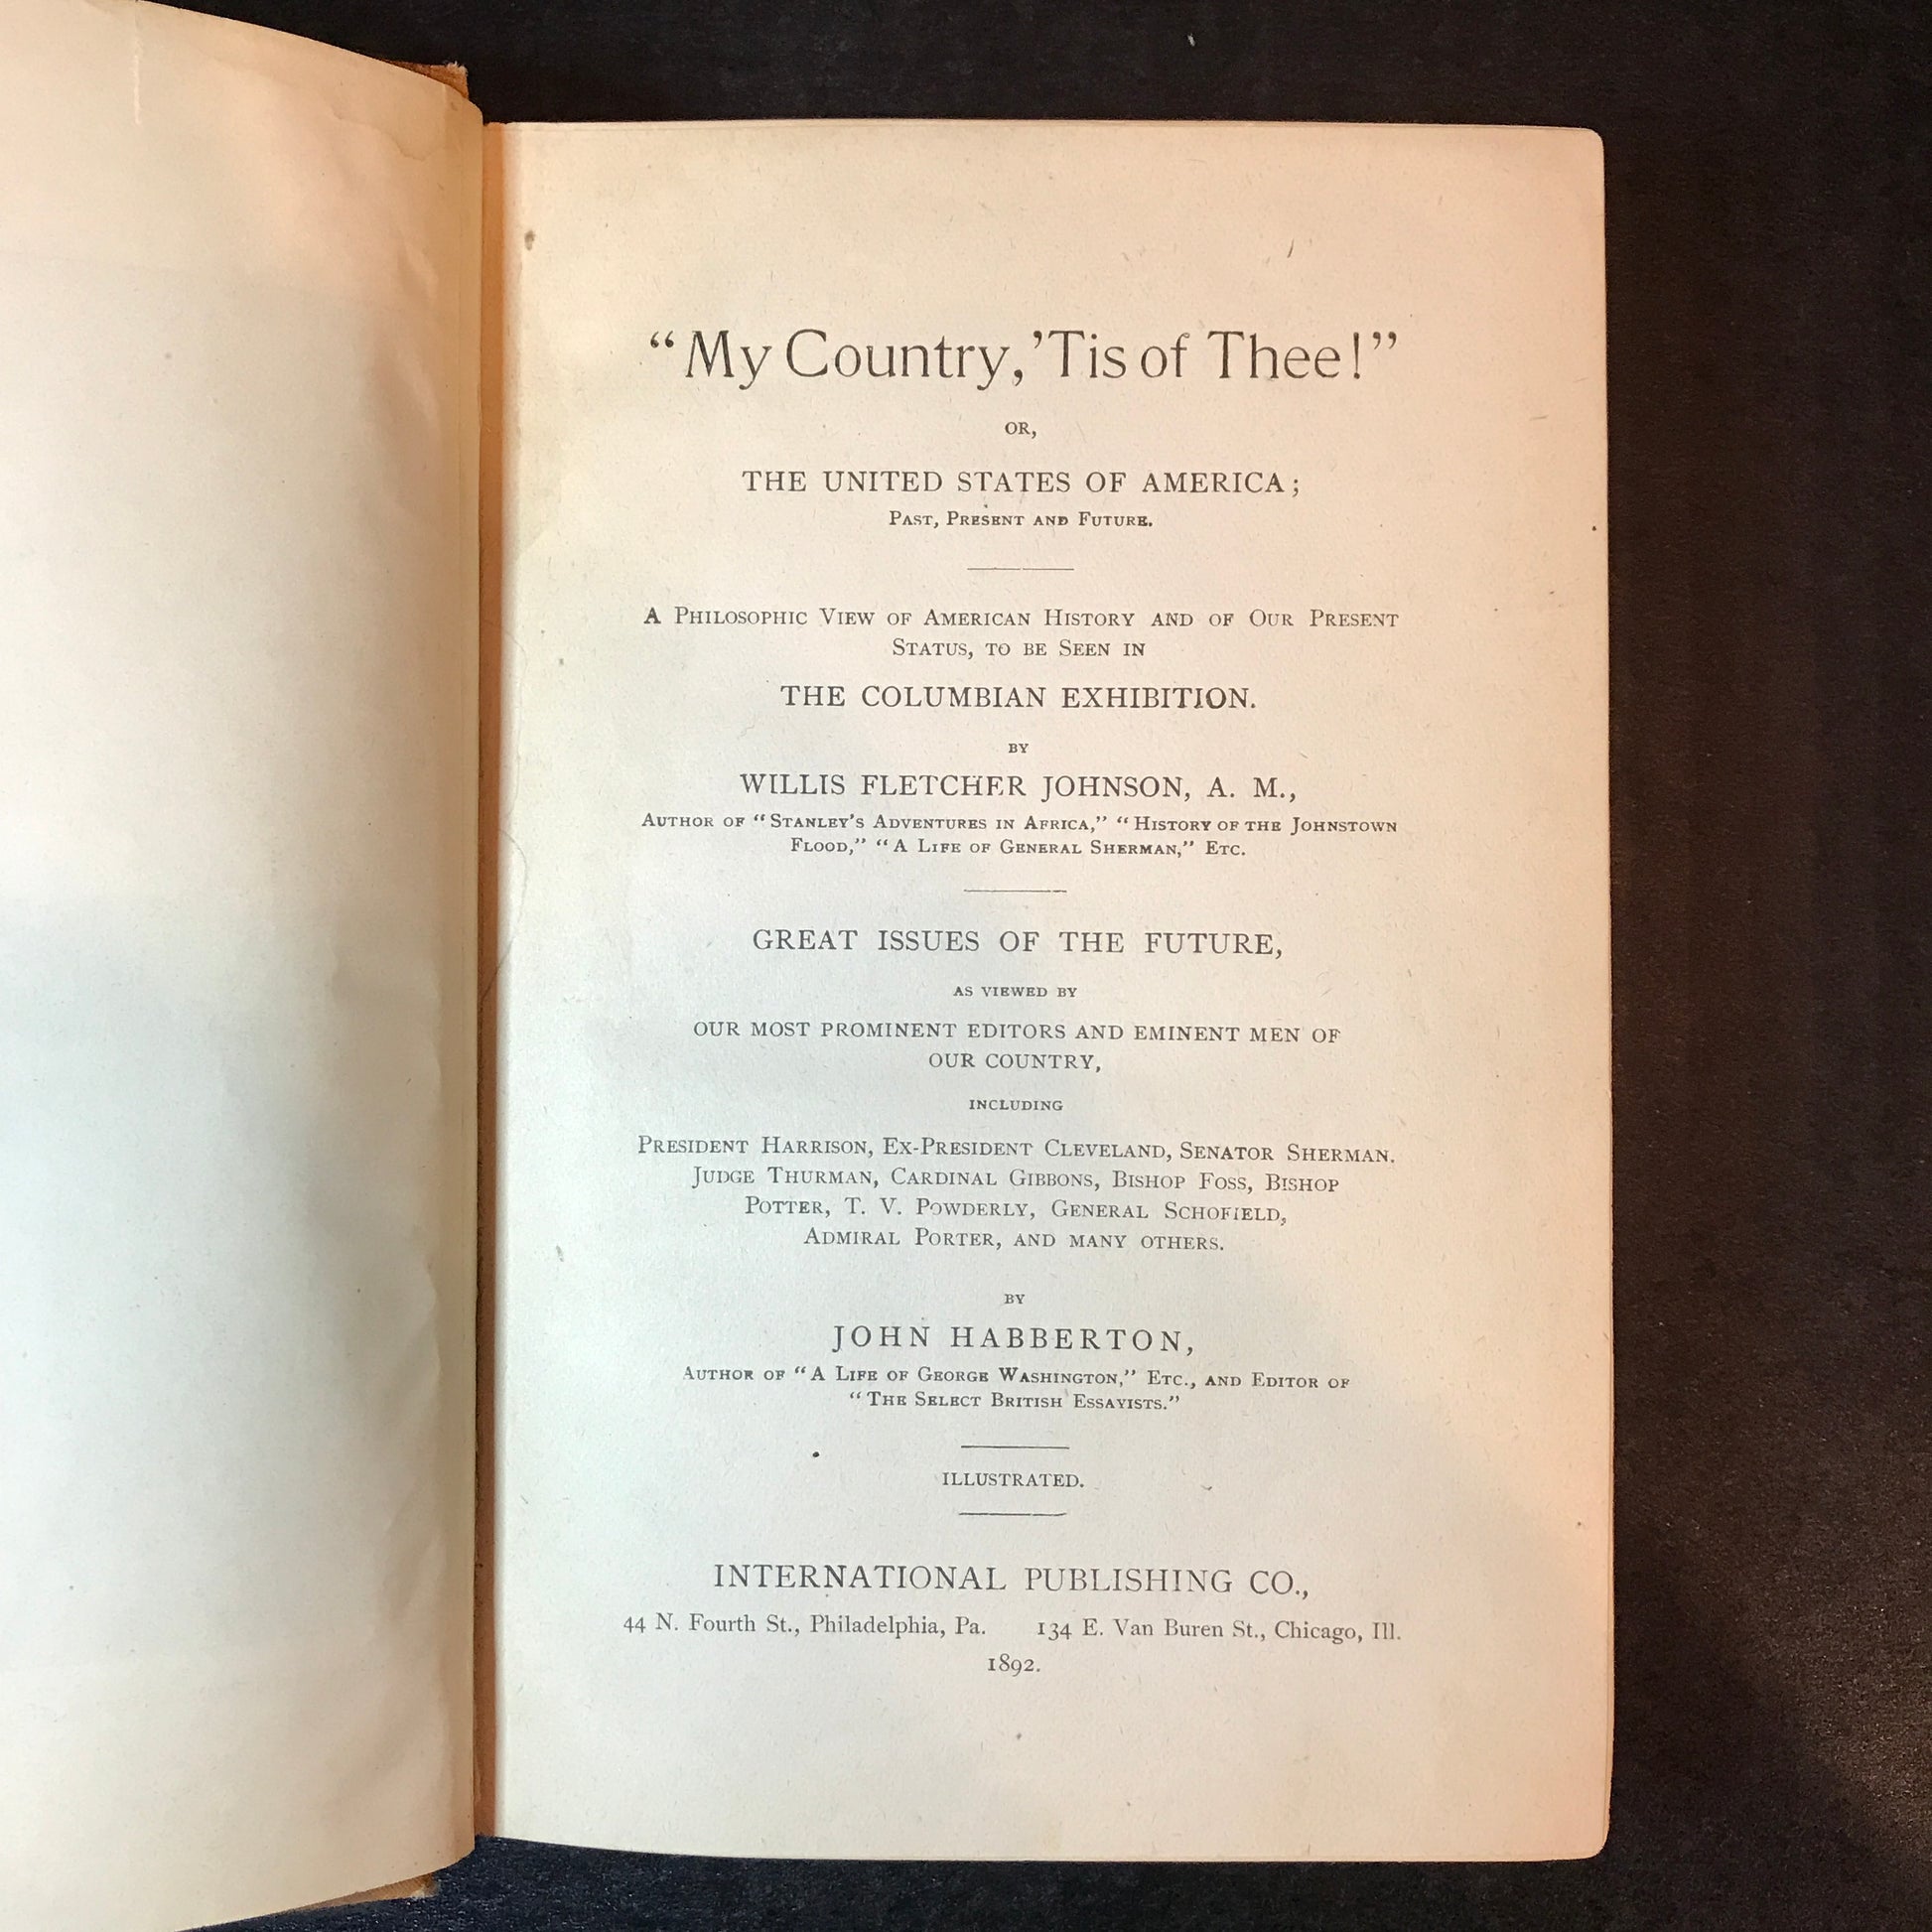 “My Country, ’Tis of Thee!”
OR,
THE UNITED STATES OF AMERICA;
PAST, PRESENT AND FUTURE.
A PHILOSOPHIC VIEW OF AMERICAN HISTORY AND OF OUR PRESENT
STATUS, TO BE SEEN IN
THE COLUMBIAN EXHIBITION.
BY
WILLIS FLETCHER JOHNSON, A. M.,
AUTHOR OF “STANLEY’S ADVENTURES IN AFRICA,” “HISTORY OF THE JOHNSTOWN
FLOOD,” “A LIFE OF GENERAL SHERMAN,” ETC.
GREAT ISSUES OF THE FUTURE,
AS VIEWED BY
OUR MOST PROMINENT EDITORS AND EMINENT MEN OF
OUR COUNTRY,
INCLUDING
PRESIDENT HARRISON, EX-PRESIDENT CLEVELAND, SENATOR SHERMAN.
JUDGE THURMAN, CARDINAL GIBBONS, BISHOP FOSS, BISHOP
POTTER, T. V. POWDERLY, GENERAL SCHOFIELD,
ADMIRAL PORTER, AND MANY OTHERS.
BY
JOHN HABBERTON,
AUTHOR OF “A LIFE OF GEORGE WASHINGTON,” ETC., AND EDITOR OF
“THE SELECT BRITISH ESSAYISTS.”
ILLUSTRATED.
INTERNATIONAL PUBLISHING CO.,
44 N. Fourth St., Philadelphia, Pa. 134 E. Van Buren St., Chicago, Ill.
1892.